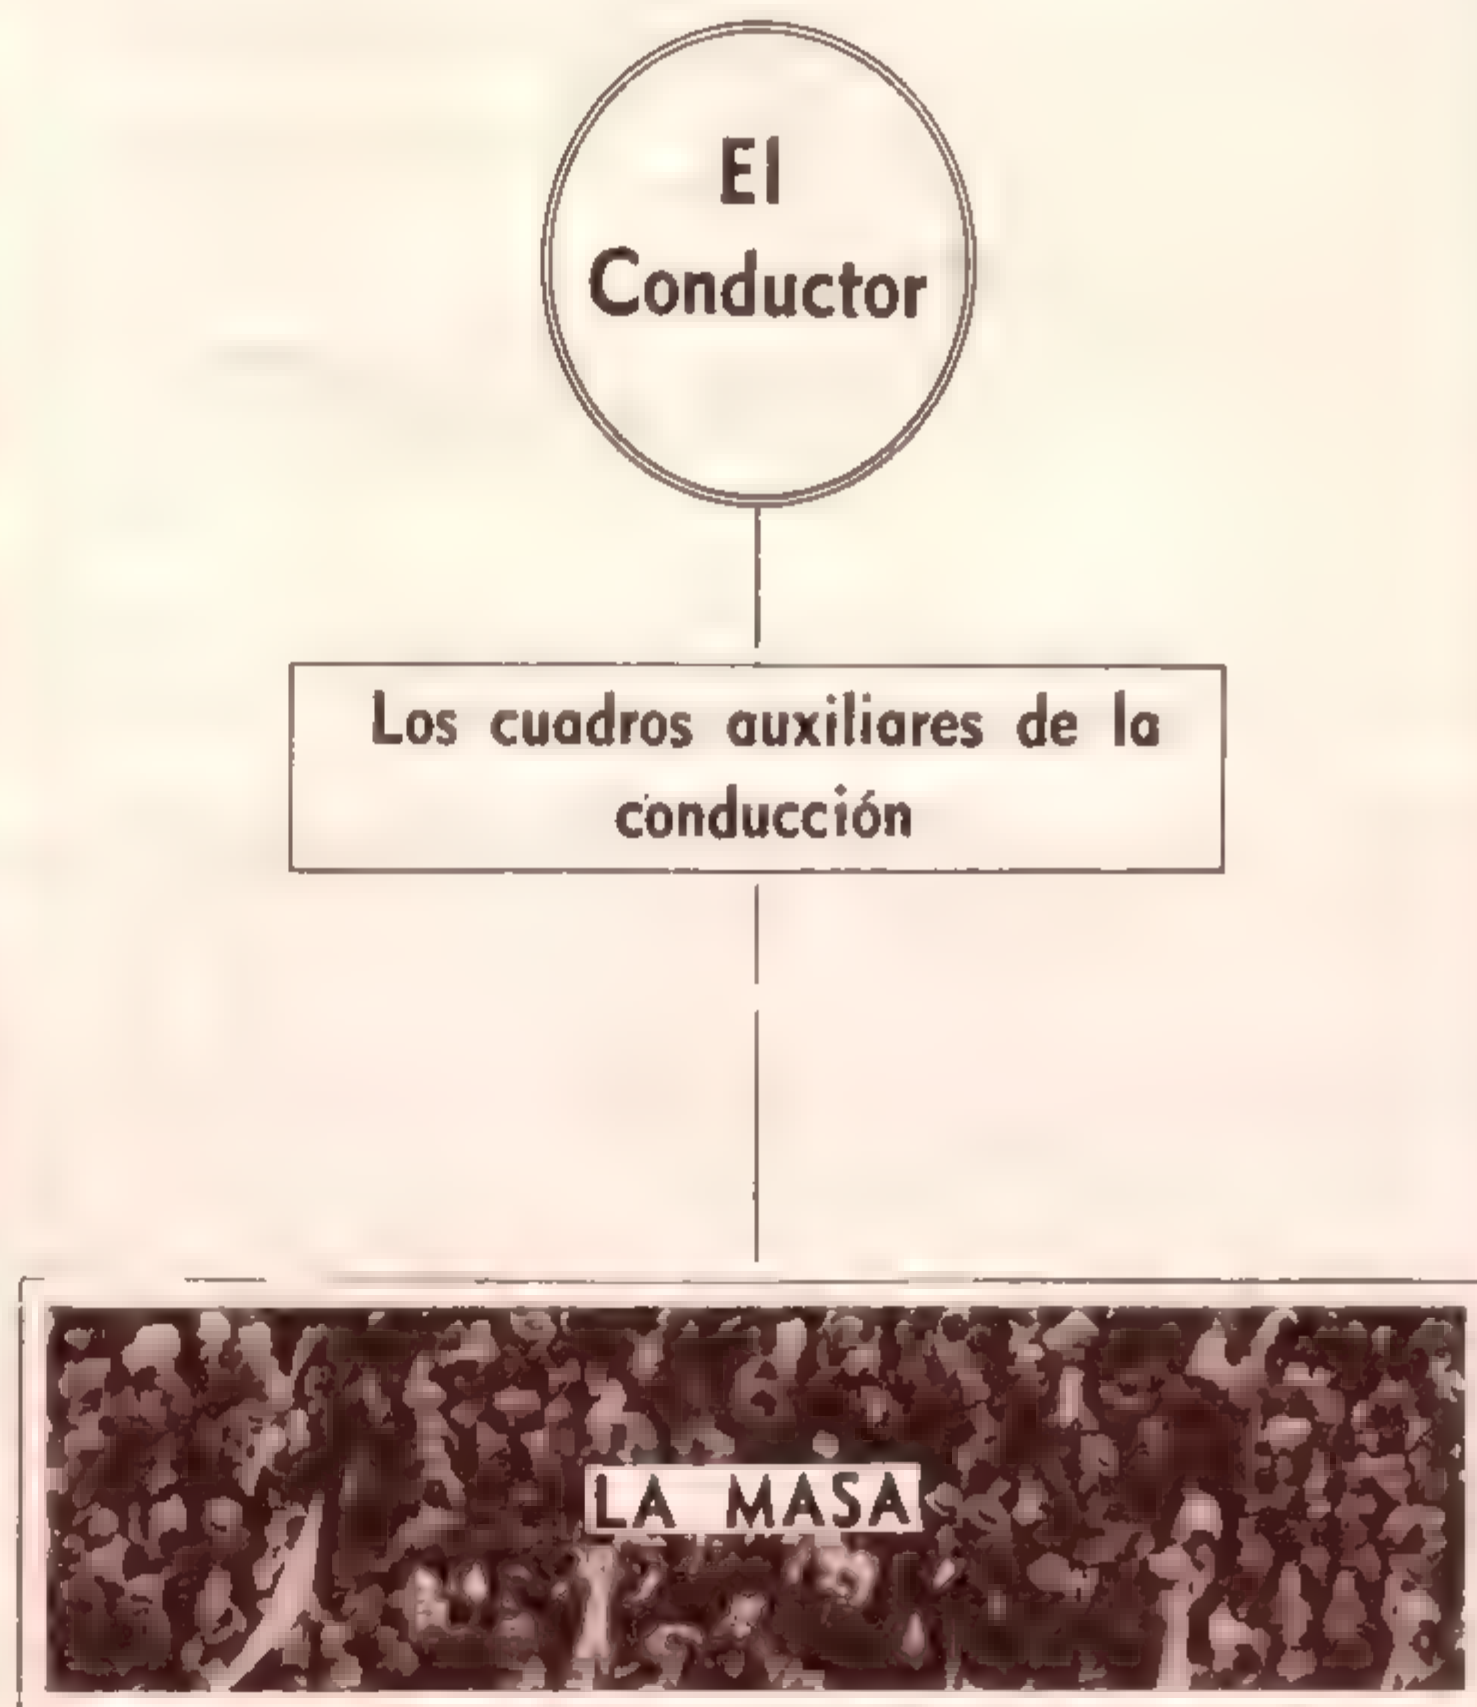 El
Conductor
Los cuadros auxiliares de la
conducción
LA MASA